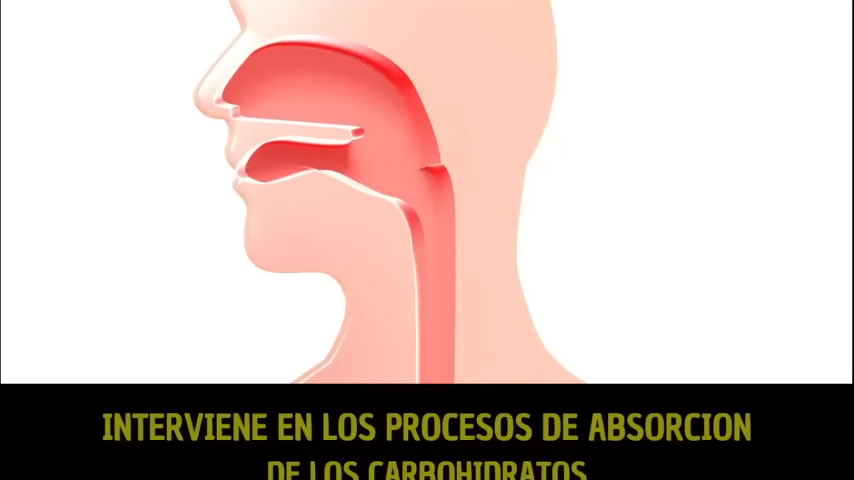 INTERVIENE EN LOS PROCESOS DE ABSORCION
DE LOS CARBOHIDRATOS